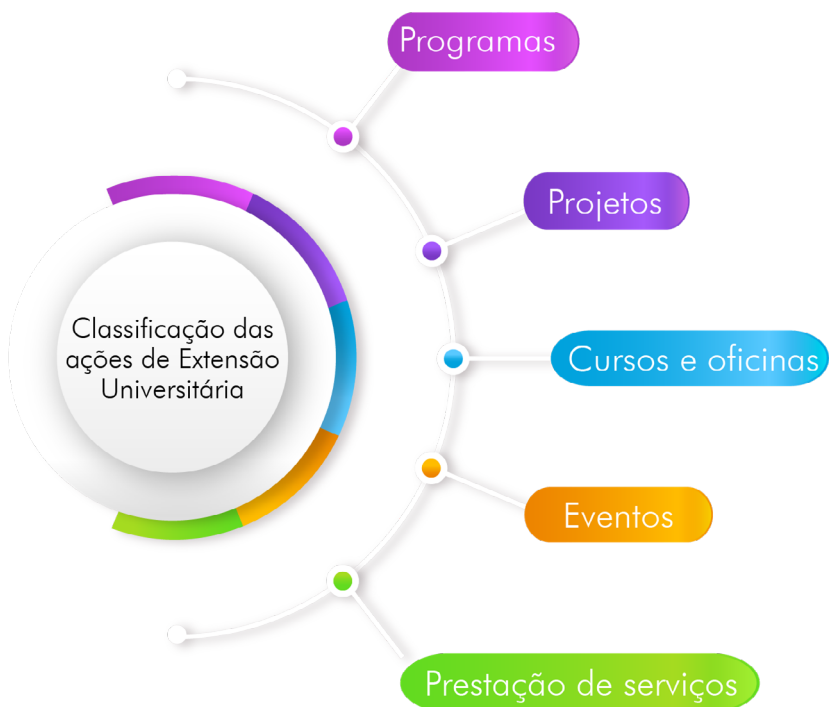 Programas
Projetos
Classificação das
ações de Extensão
Universitária
Cursos e oficinas
Eventos
Prestação de serviços